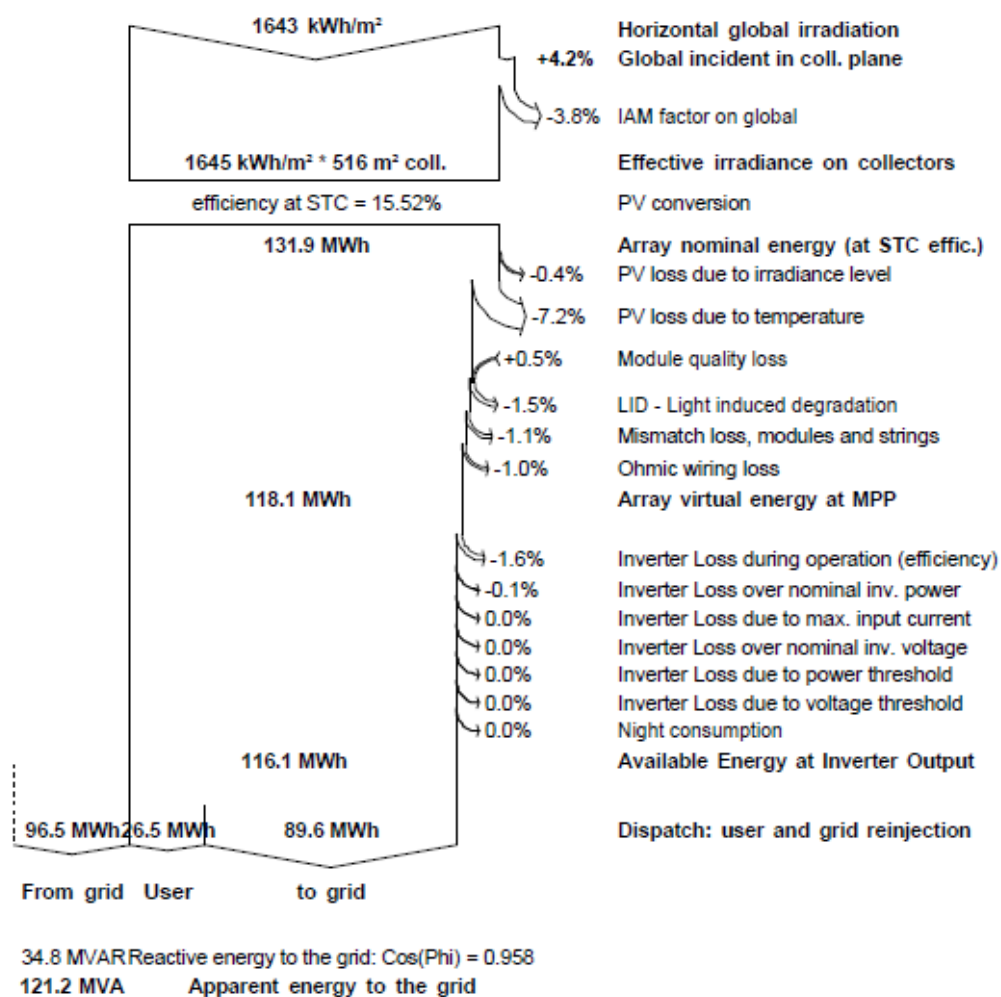 1643 kWh/m² Horizontal global irradiation
+4.2% Global incident in coll. plane
-3.8% IAM factor on global
1645 kWh/m² * 516 m² coll. Effective irradiance on collectors
efficiency at STC = 15.52% PV conversion
131.9 MWh Array nominal energy (at STC effic.)
-0.4% PV loss due to irradiance level
-7.2% PV loss due to temperature
+0.5% Module quality loss
-1.5% LID - Light induced degradation
-1.1% Mismatch loss, modules and strings
-1.0% Ohmic wiring loss
118.1 MWh Array virtual energy at MPP
-1.6% Inverter Loss during operation (efficiency)
-0.1% Inverter Loss over nominal inv. power
0.0% Inverter Loss due to max. input current
0.0% Inverter Loss over nominal inv. voltage
0.0% Inverter Loss due to power threshold
0.0% Inverter Loss due to voltage threshold
0.0% Night consumption
116.1 MWh Available Energy at Inverter Output
96.5 MWh 26.5 MWh 89.6 MWh Dispatch: user and grid reinjection
From grid User to grid
34.8 MVAR Reactive energy to the grid: Cos(Phi) = 0.958
121.2 MVA Apparent energy to the grid